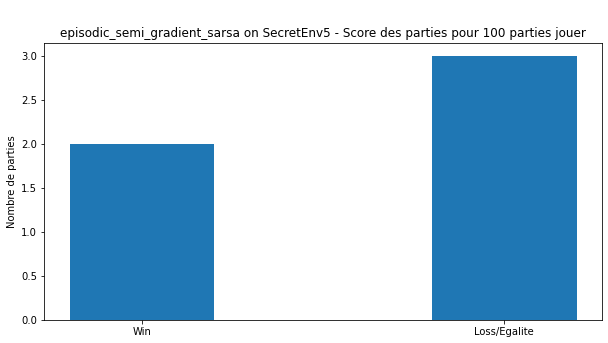 episodic_semi_gradient_sarsa on SecretEnv5 - Score des parties pour 100 parties jouer
3.0
2.5
2.0
1.5
1.0
0.5
0.0
Nombre de parties
Win
Loss/Egalite